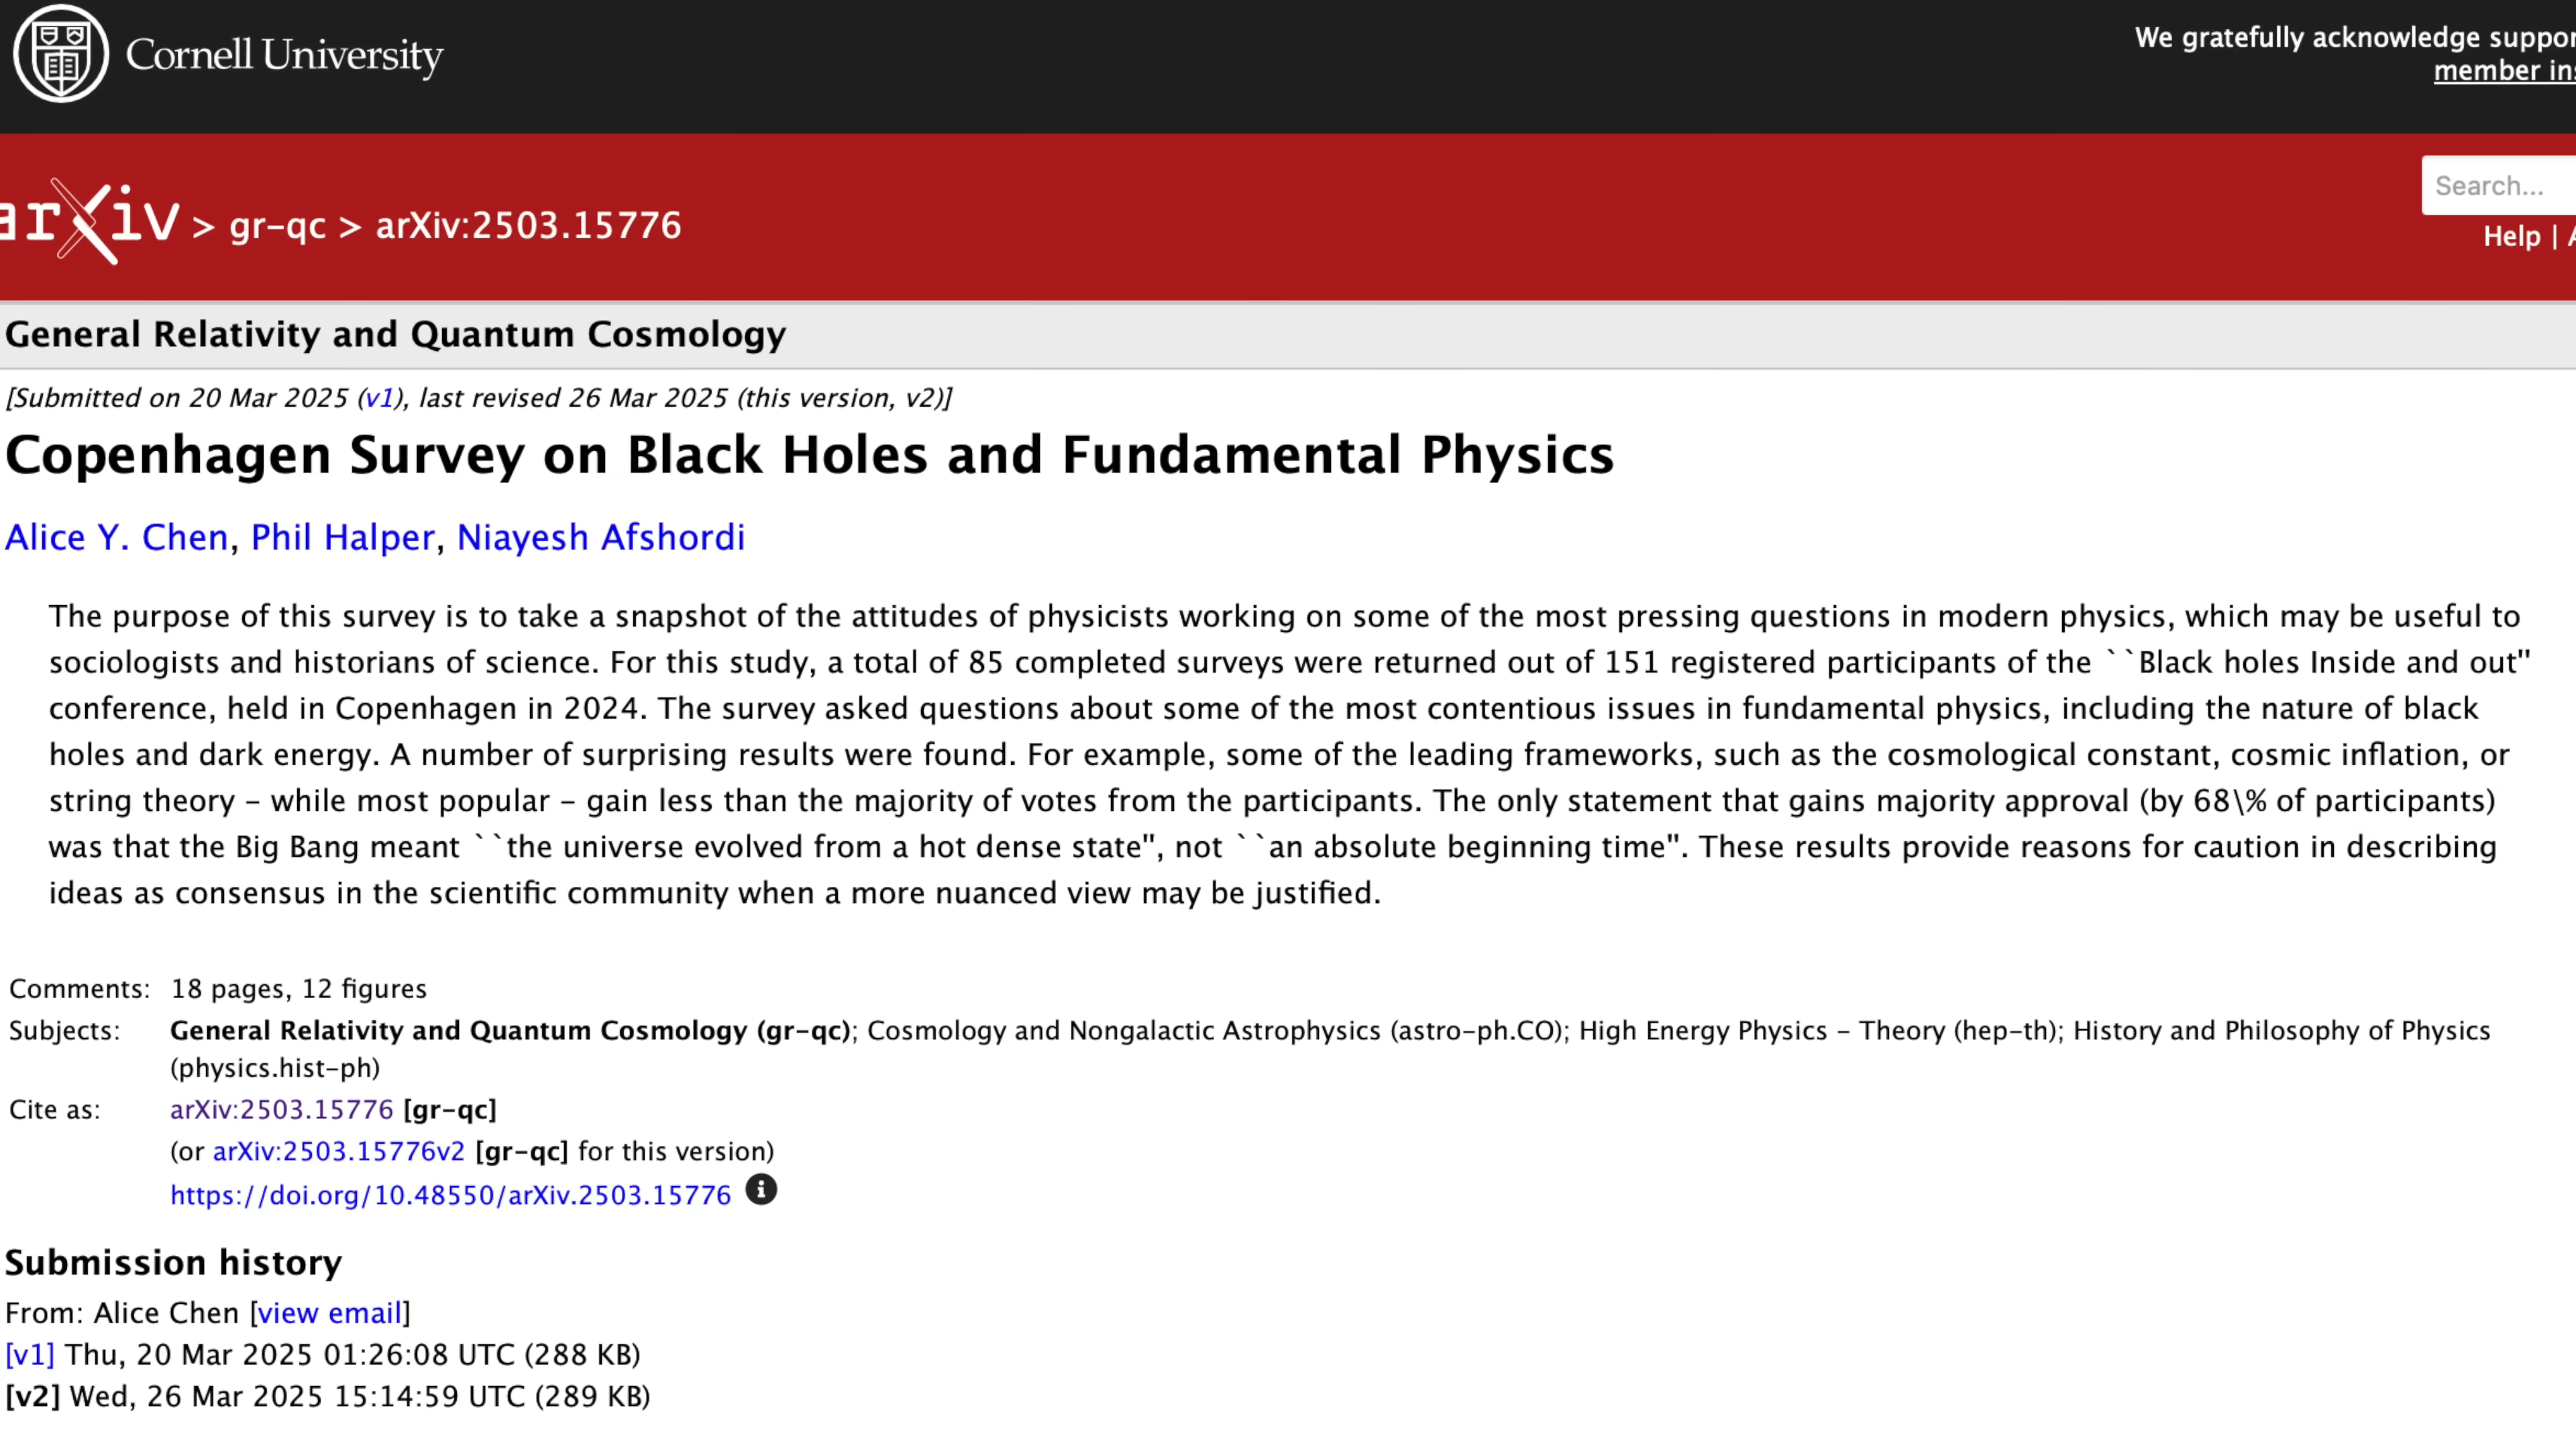 Cornell University
We gratefully acknowledge
member
arXiv > gr-qc > arXiv:2503.15776
Search...
Help |
General Relativity and Quantum Cosmology
[Submitted on 20 Mar 2025 (v1), last revised 26 Mar 2025 (this version, v2)]
Copenhagen Survey on Black Holes and Fundamental Physics
Alice Y. Chen, Phil Halper, Niayesh Afshordi
The purpose of this survey is to take a snapshot of the attitudes of physicists working on some of the most pressing questions in modern physics, which may be useful to
sociologists and historians of science. For this study, a total of 85 completed surveys were returned out of 151 registered participants of the ``Black holes Inside and out"
conference, held in Copenhagen in 2024. The survey asked questions about some of the most contentious issues in fundamental physics, including the nature of black
holes and dark energy. A number of surprising results were found. For example, some of the leading frameworks, such as the cosmological constant, cosmic inflation, or
string theory – while most popular – gain less than the majority of votes from the participants. The only statement that gains majority approval (by 68\% of participants)
was that the Big Bang meant ``the universe evolved from a hot dense state", not ``an absolute beginning time". These results provide reasons for caution in describing
ideas as consensus in the scientific community when a more nuanced view may be justified.
Comments: 18 pages, 12 figures
Subjects: General Relativity and Quantum Cosmology (gr-qc); Cosmology and Nongalactic Astrophysics (astro-ph.CO); High Energy Physics – Theory (hep-th); History and Philosophy of Physics
(physics.hist-ph)
Cite as: arXiv:2503.15776 [gr-qc]
(or arXiv:2503.15776v2 [gr-qc] for this version)
https://doi.org/10.48550/arXiv.2503.15776
Submission history
From: Alice Chen [view email]
[v1] Thu, 20 Mar 2025 01:26:08 UTC (288 KB)
[v2] Wed, 26 Mar 2025 15:14:59 UTC (289 KB)